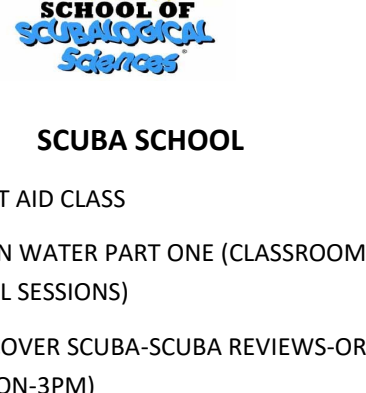 SCHOOL OF
SCUBALOGICAL
Sciences
SCUBA SCHOOL
T AID CLASS
N WATER PART ONE (CLASSROOM
L SESSIONS)
OVER SCUBA-SCUBA REVIEWS-OR
ON-3PM)